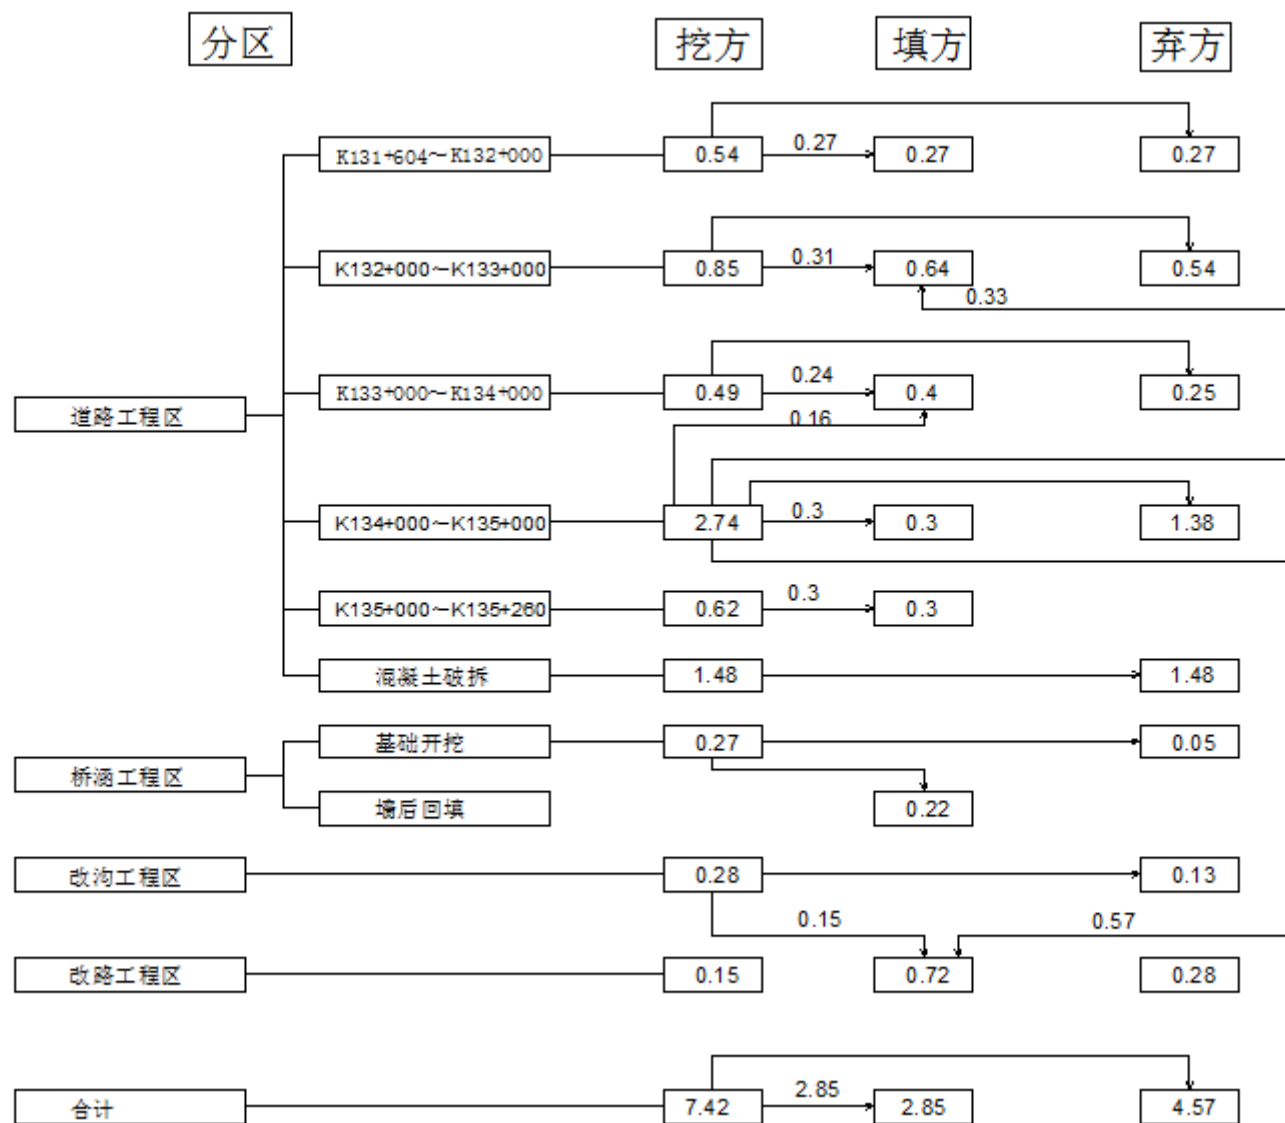 分区 挖方 填方 弃方
K131+604～K132+000 0.54 0.27 0.27 0.27
K132+000～K133+000 0.85 0.31 0.64 0.54
0.33
K133+000～K134+000 0.49 0.24 0.4 0.25
道路工程区
0.16
K134+000～K135+000 2.74 0.3 0.3 1.38
K135+000～K135+260 0.62 0.3 0.3
混凝土破拆 1.48 1.48
基础开挖 0.27 0.05
桥涵工程区
墙后回填 0.22
改沟工程区 0.28 0.13
0.15 0.57
改路工程区 0.15 0.72 0.28
合计 7.42 2.85 2.85 4.57